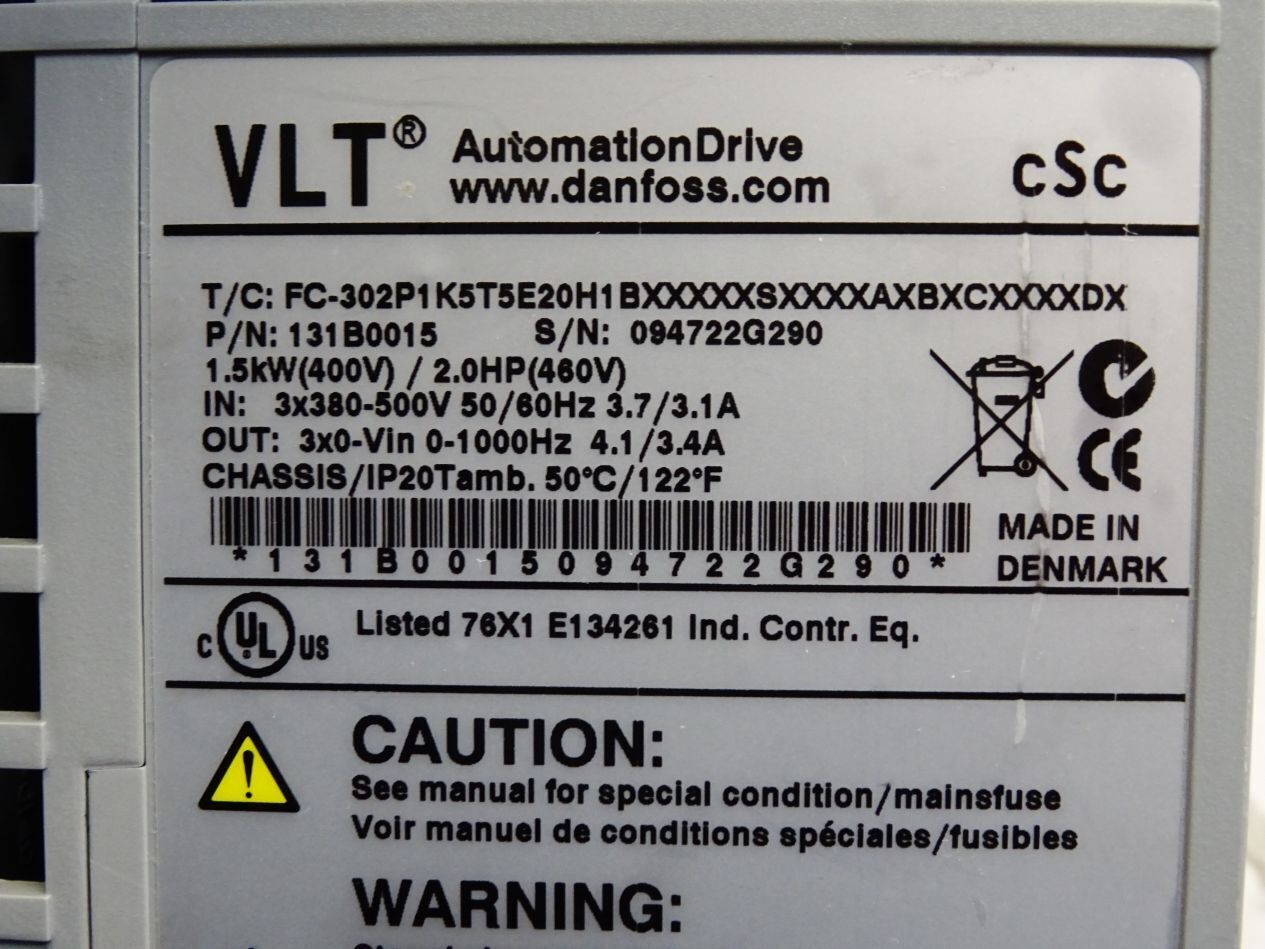 VLT® AutomationDrive
www.danfoss.com
cSc
T/C: FC-302P1K5T5E20H1BXXXXXSXXXXAXBXCXXXXDX
P/N: 131B0015 S/N: 094722G290
1.5kW(400V) / 2.0HP(460V)
IN: 3x380-500V 50/60Hz 3.7/3.1A
OUT: 3x0-Vin 0-1000Hz 4.1/3.4A
CHASSIS/IP20Tamb. 50°C/122°F
*131B0015094722G290*
MADE IN
DENMARK
CE
c UL US Listed 76X1 E134261 Ind. Contr. Eq.
CAUTION:
See manual for special condition/mainsfuse
Voir manuel de conditions spéciales/fusibles
WARNING: